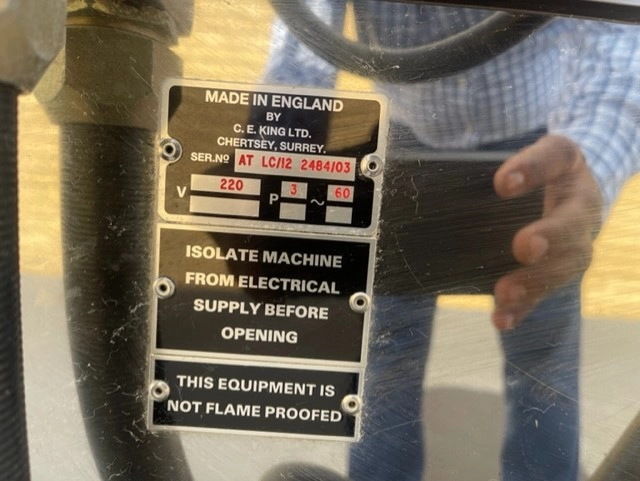 MADE IN ENGLAND
BY
C. E. KING LTD.
CHERTSEY, SURREY.
SER.Nº AT LC/12 2484/03
V 220 P 3 ~ 60
ISOLATE MACHINE
FROM ELECTRICAL
SUPPLY BEFORE
OPENING
THIS EQUIPMENT IS
NOT FLAME PROOFED